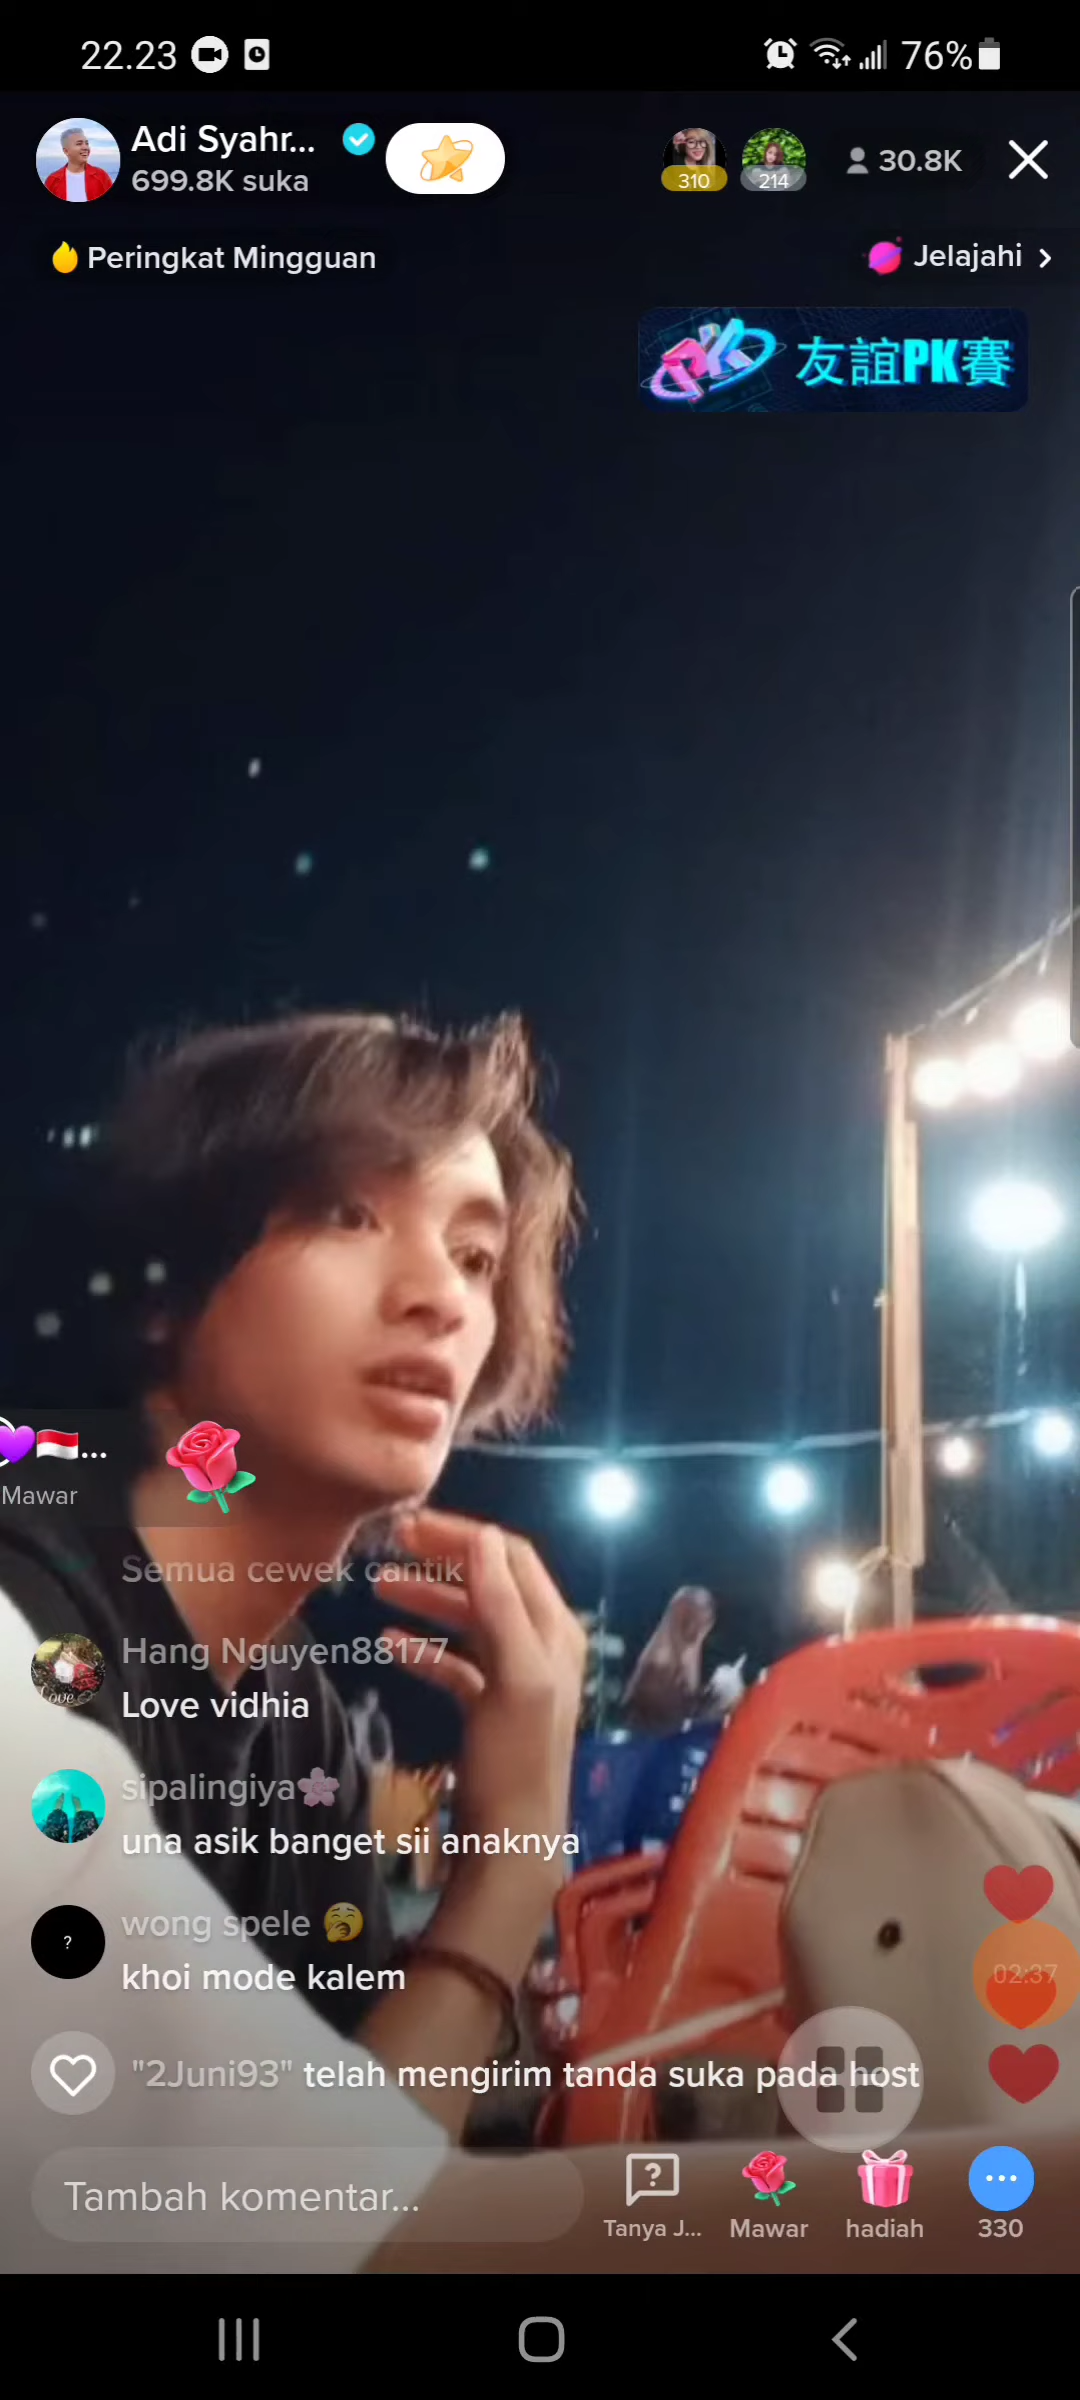 22.23
76%
Adi Syahr...
699.8K suka
310
214
30.8K
Peringkat Mingguan
Jelajahi
友誼PK賽
...
Mawar
Semua cewek cantik
Hang Nguyen88177
Love vidhia
sipalingiya
una asik banget sii anaknya
wong spele
?
khoi mode kalem
02:37
"2Juni93" telah mengirim tanda suka pada host
Tambah komentar...
Tanya J...
Mawar
hadiah
330